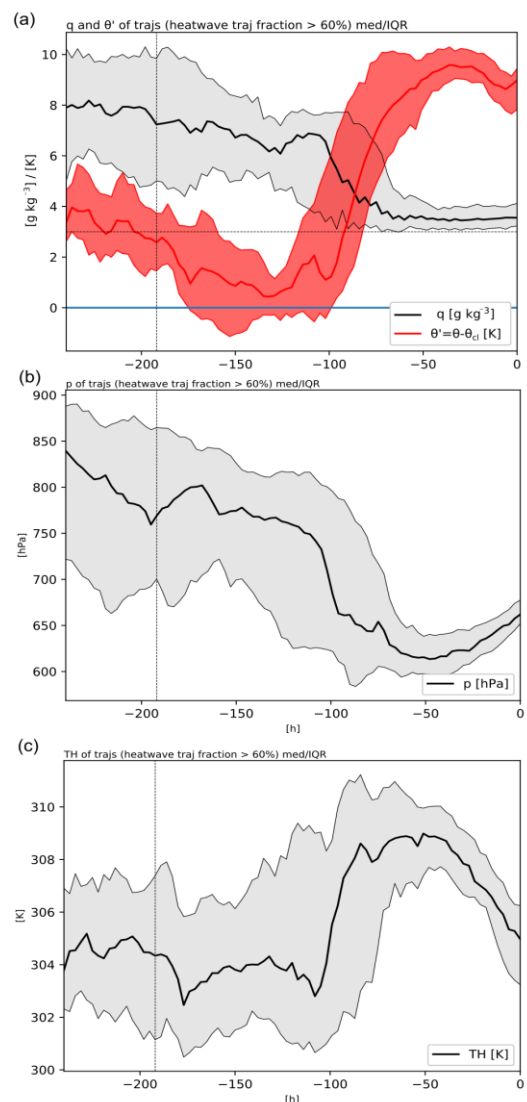 (a)
q and θ' of trajs (heatwave traj fraction > 60%) med/IQR
10
8
6
4
2
0
[g kg⁻³] / [K]
q [g kg⁻³]
θ'=θ-θcl [K]
−200
−150
−100
−50
0
(b)
p of trajs (heatwave traj fraction > 60%) med/IQR
900
850
800
750
700
650
600
[hPa]
p [hPa]
−200
−150
−100
−50
0
[h]
(c)
TH of trajs (heatwave traj fraction > 60%) med/IQR
310
308
306
304
302
300
[K]
TH [K]
−200
−150
−100
−50
0
[h]